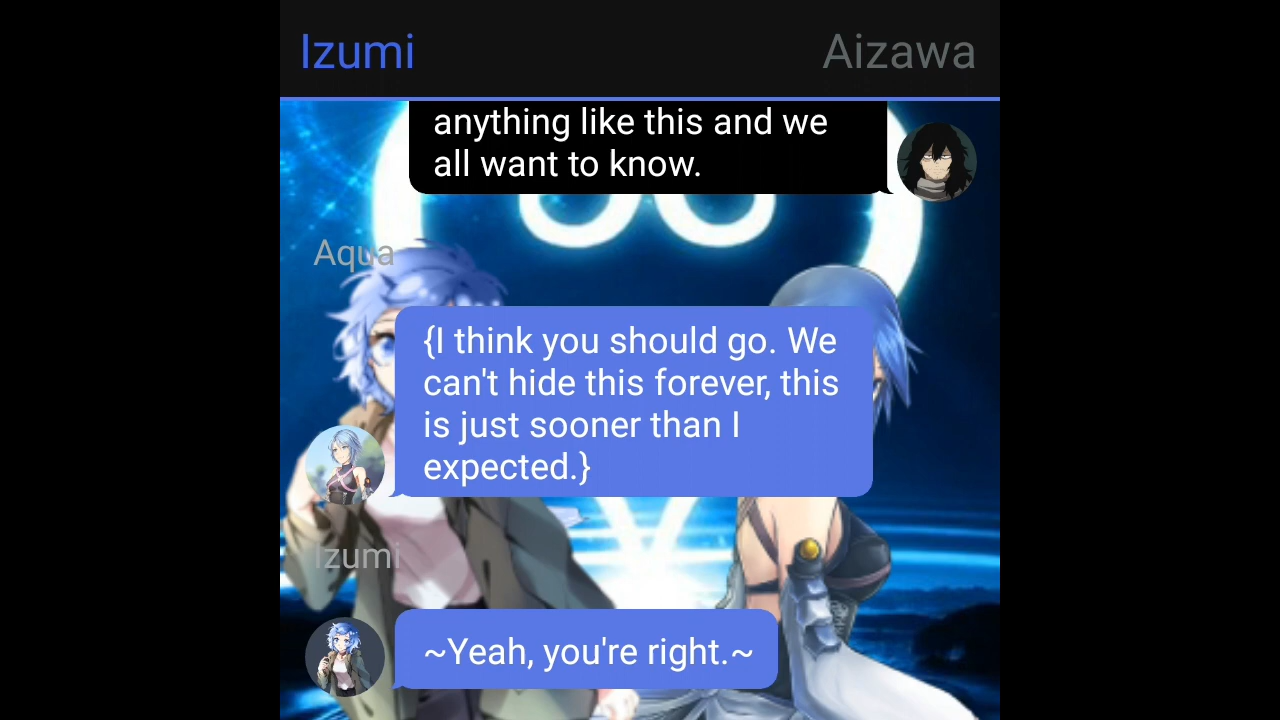 Izumi Aizawa
anything like this and we
all want to know.
Aqua
{I think you should go. We
can't hide this forever, this
is just sooner than I
expected.}
Izumi
~Yeah, you're right.~